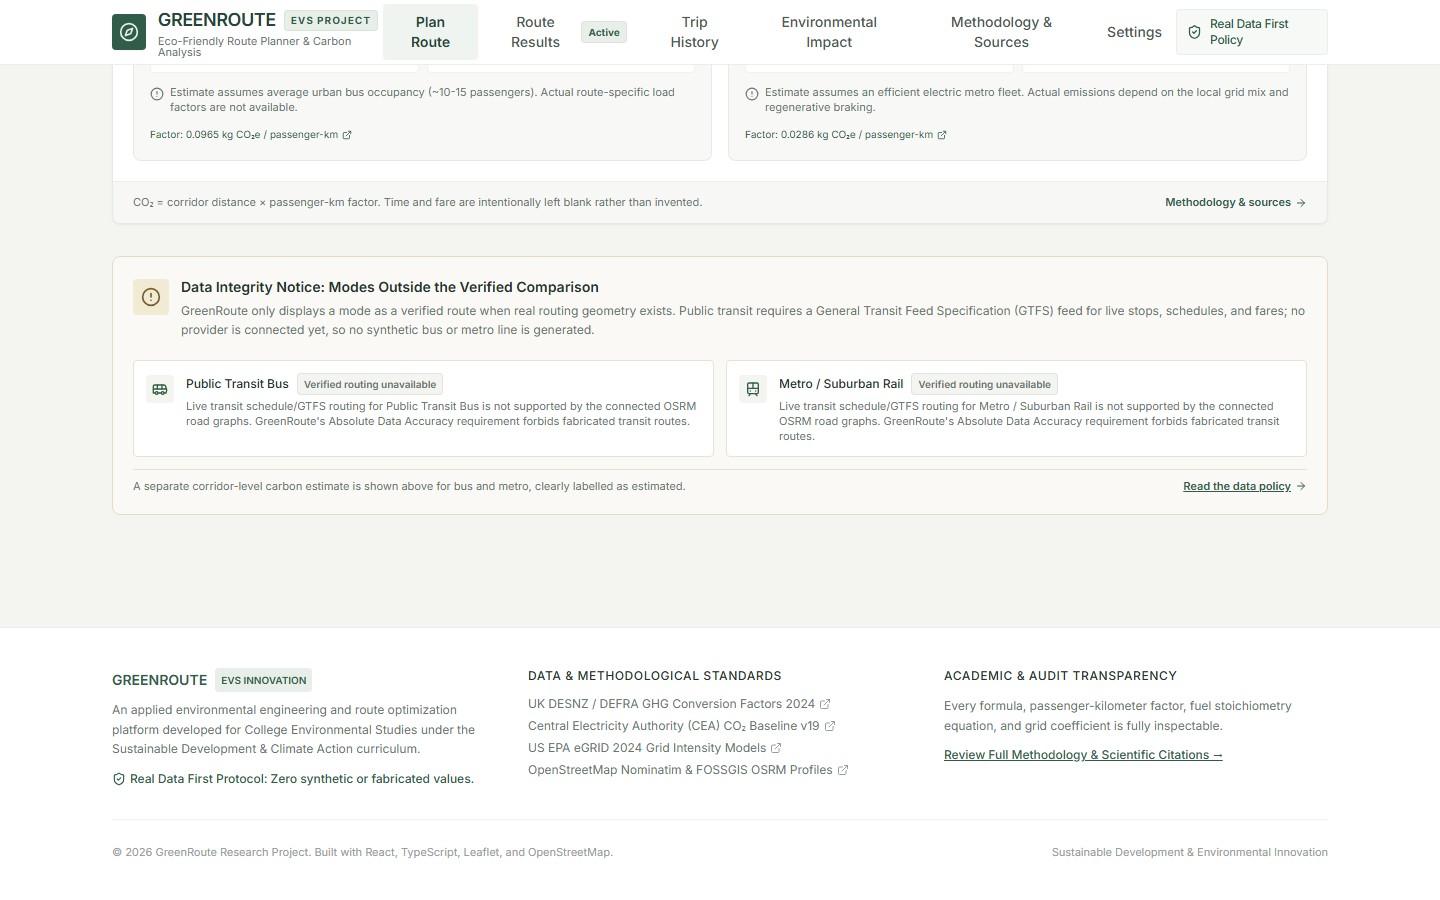 GREENROUTE EVS PROJECT
Eco-Friendly Route Planner & Carbon
Analysis
Plan
Route
Route
Results
Active
Trip
History
Environmental
Impact
Methodology &
Sources
Settings
Real Data First
Policy
Estimate assumes average urban bus occupancy (~10-15 passengers). Actual route-specific load
factors are not available.
Factor: 0.0965 kg CO₂e / passenger-km
Estimate assumes an efficient electric metro fleet. Actual emissions depend on the local grid mix and
regenerative braking.
Factor: 0.0286 kg CO₂e / passenger-km
CO₂ = corridor distance × passenger-km factor. Time and fare are intentionally left blank rather than invented.
Methodology & sources →
Data Integrity Notice: Modes Outside the Verified Comparison
GreenRoute only displays a mode as a verified route when real routing geometry exists. Public transit requires a General Transit Feed Specification (GTFS) feed for live stops, schedules, and fares; no
provider is connected yet, so no synthetic bus or metro line is generated.
Public Transit Bus Verified routing unavailable
Live transit schedule/GTFS routing for Public Transit Bus is not supported by the connected OSRM
road graphs. GreenRoute's Absolute Data Accuracy requirement forbids fabricated transit routes.
Metro / Suburban Rail Verified routing unavailable
Live transit schedule/GTFS routing for Metro / Suburban Rail is not supported by the connected
OSRM road graphs. GreenRoute's Absolute Data Accuracy requirement forbids fabricated transit
routes.
A separate corridor-level carbon estimate is shown above for bus and metro, clearly labelled as estimated.
Read the data policy →
GREENROUTE EVS INNOVATION
An applied environmental engineering and route optimization
platform developed for College Environmental Studies under the
Sustainable Development & Climate Action curriculum.
Real Data First Protocol: Zero synthetic or fabricated values.
DATA & METHODOLOGICAL STANDARDS
UK DESNZ / DEFRA GHG Conversion Factors 2024
Central Electricity Authority (CEA) CO₂ Baseline v19
US EPA eGRID 2024 Grid Intensity Models
OpenStreetMap Nominatim & FOSSGIS OSRM Profiles
ACADEMIC & AUDIT TRANSPARENCY
Every formula, passenger-kilometer factor, fuel stoichiometry
equation, and grid coefficient is fully inspectable.
Review Full Methodology & Scientific Citations →
© 2026 GreenRoute Research Project. Built with React, TypeScript, Leaflet, and OpenStreetMap.
Sustainable Development & Environmental Innovation